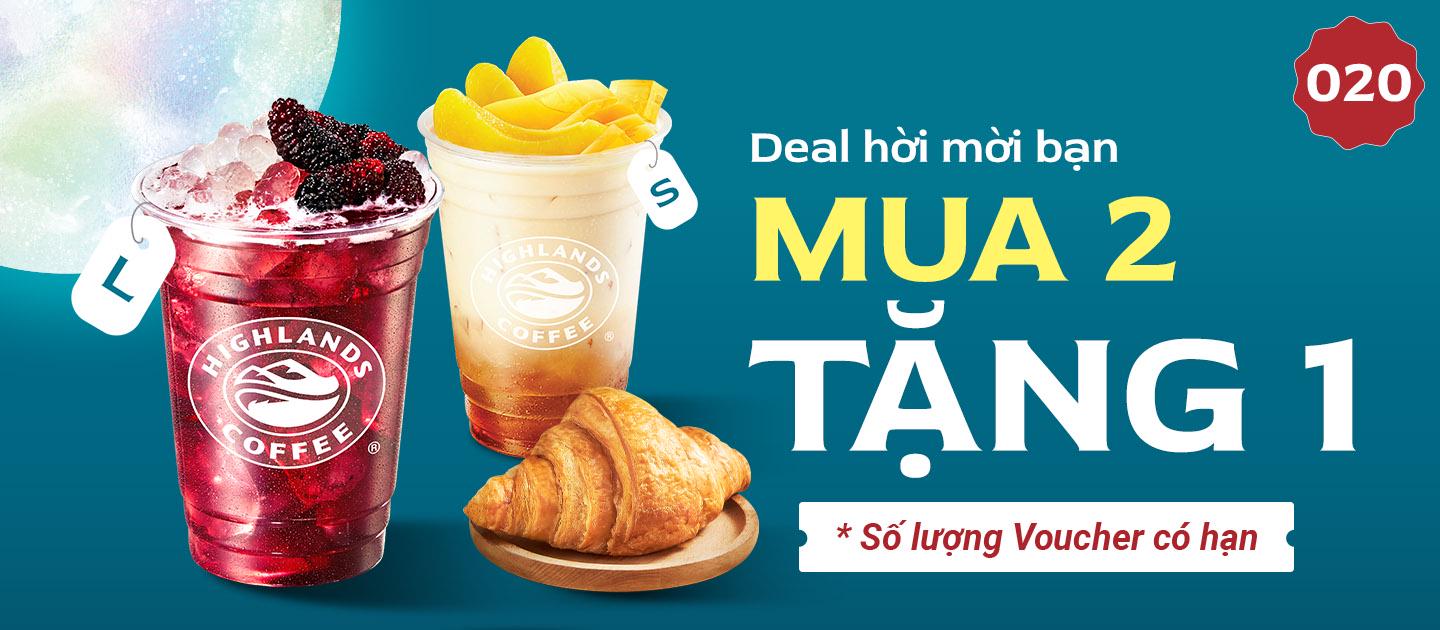 020
Deal hời mời bạn
MUA 2
TẶNG 1
* Số lượng Voucher có hạn
L
HIGHLANDS
COFFEE
®
S
HIGHLANDS
COFFEE
®